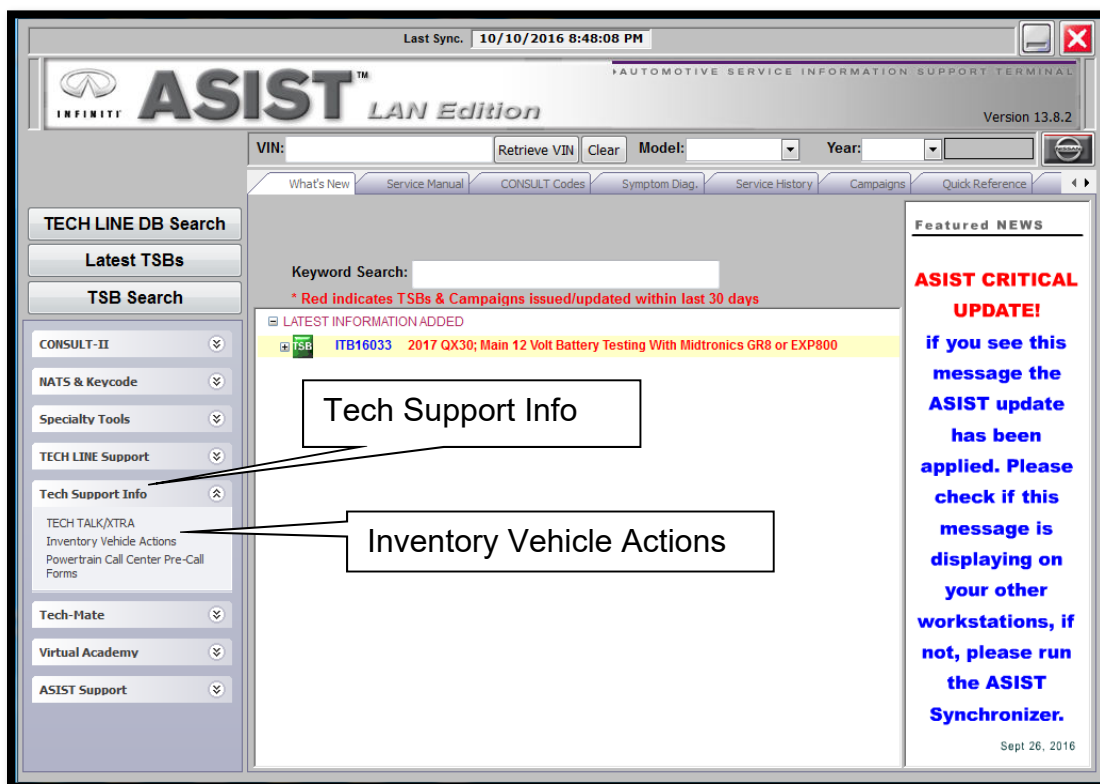 Last Sync. 10/10/2016 8:48:08 PM
INFINITI ASIST™ LAN Edition
AUTOMOTIVE SERVICE INFORMATION SUPPORT TERMINAL
Version 13.8.2
VIN: Retrieve VIN Clear Model: Year: NISSAN
What's New Service Manual CONSULT Codes Symptom Diag. Service History Campaigns Quick Reference
TECH LINE DB Search
Latest TSBs
TSB Search
CONSULT-II
NATS & Keycode
Specialty Tools
TECH LINE Support
Tech Support Info
TECH TALK/XTRA
Inventory Vehicle Actions
Powertrain Call Center Pre-Call
Forms
Tech-Mate
Virtual Academy
ASIST Support
Keyword Search:
* Red indicates TSBs & Campaigns issued/updated within last 30 days
LATEST INFORMATION ADDED
TSB ITB16033 2017 QX30; Main 12 Volt Battery Testing With Midtronics GR8 or EXP800
Tech Support Info
Inventory Vehicle Actions
Featured NEWS
ASIST CRITICAL
UPDATE!
if you see this
message the
ASIST update
has been
applied. Please
check if this
message is
displaying on
your other
workstations, if
not, please run
the ASIST
Synchronizer.
Sept 26, 2016